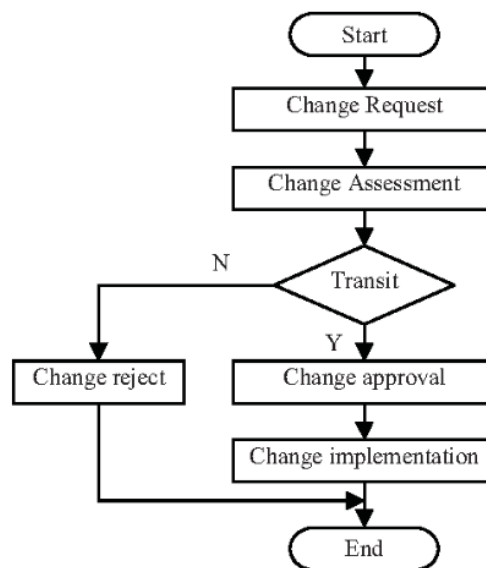 Start
Change Request
Change Assessment
N
Transit
Y
Change reject
Change approval
Change implementation
End